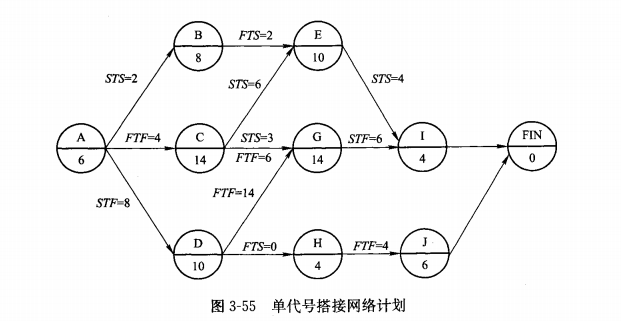 B
FTS=2
E
8
10
STS=2
STS=6
STS=4
A
FTF=4
C
STS=3
G
STF=6
I
FIN
6
14
FTF=6
14
4
0
STF=8
FTF=14
D
FTS=0
H
FTF=4
J
10
4
6
图 3-55 单代号搭接网络计划